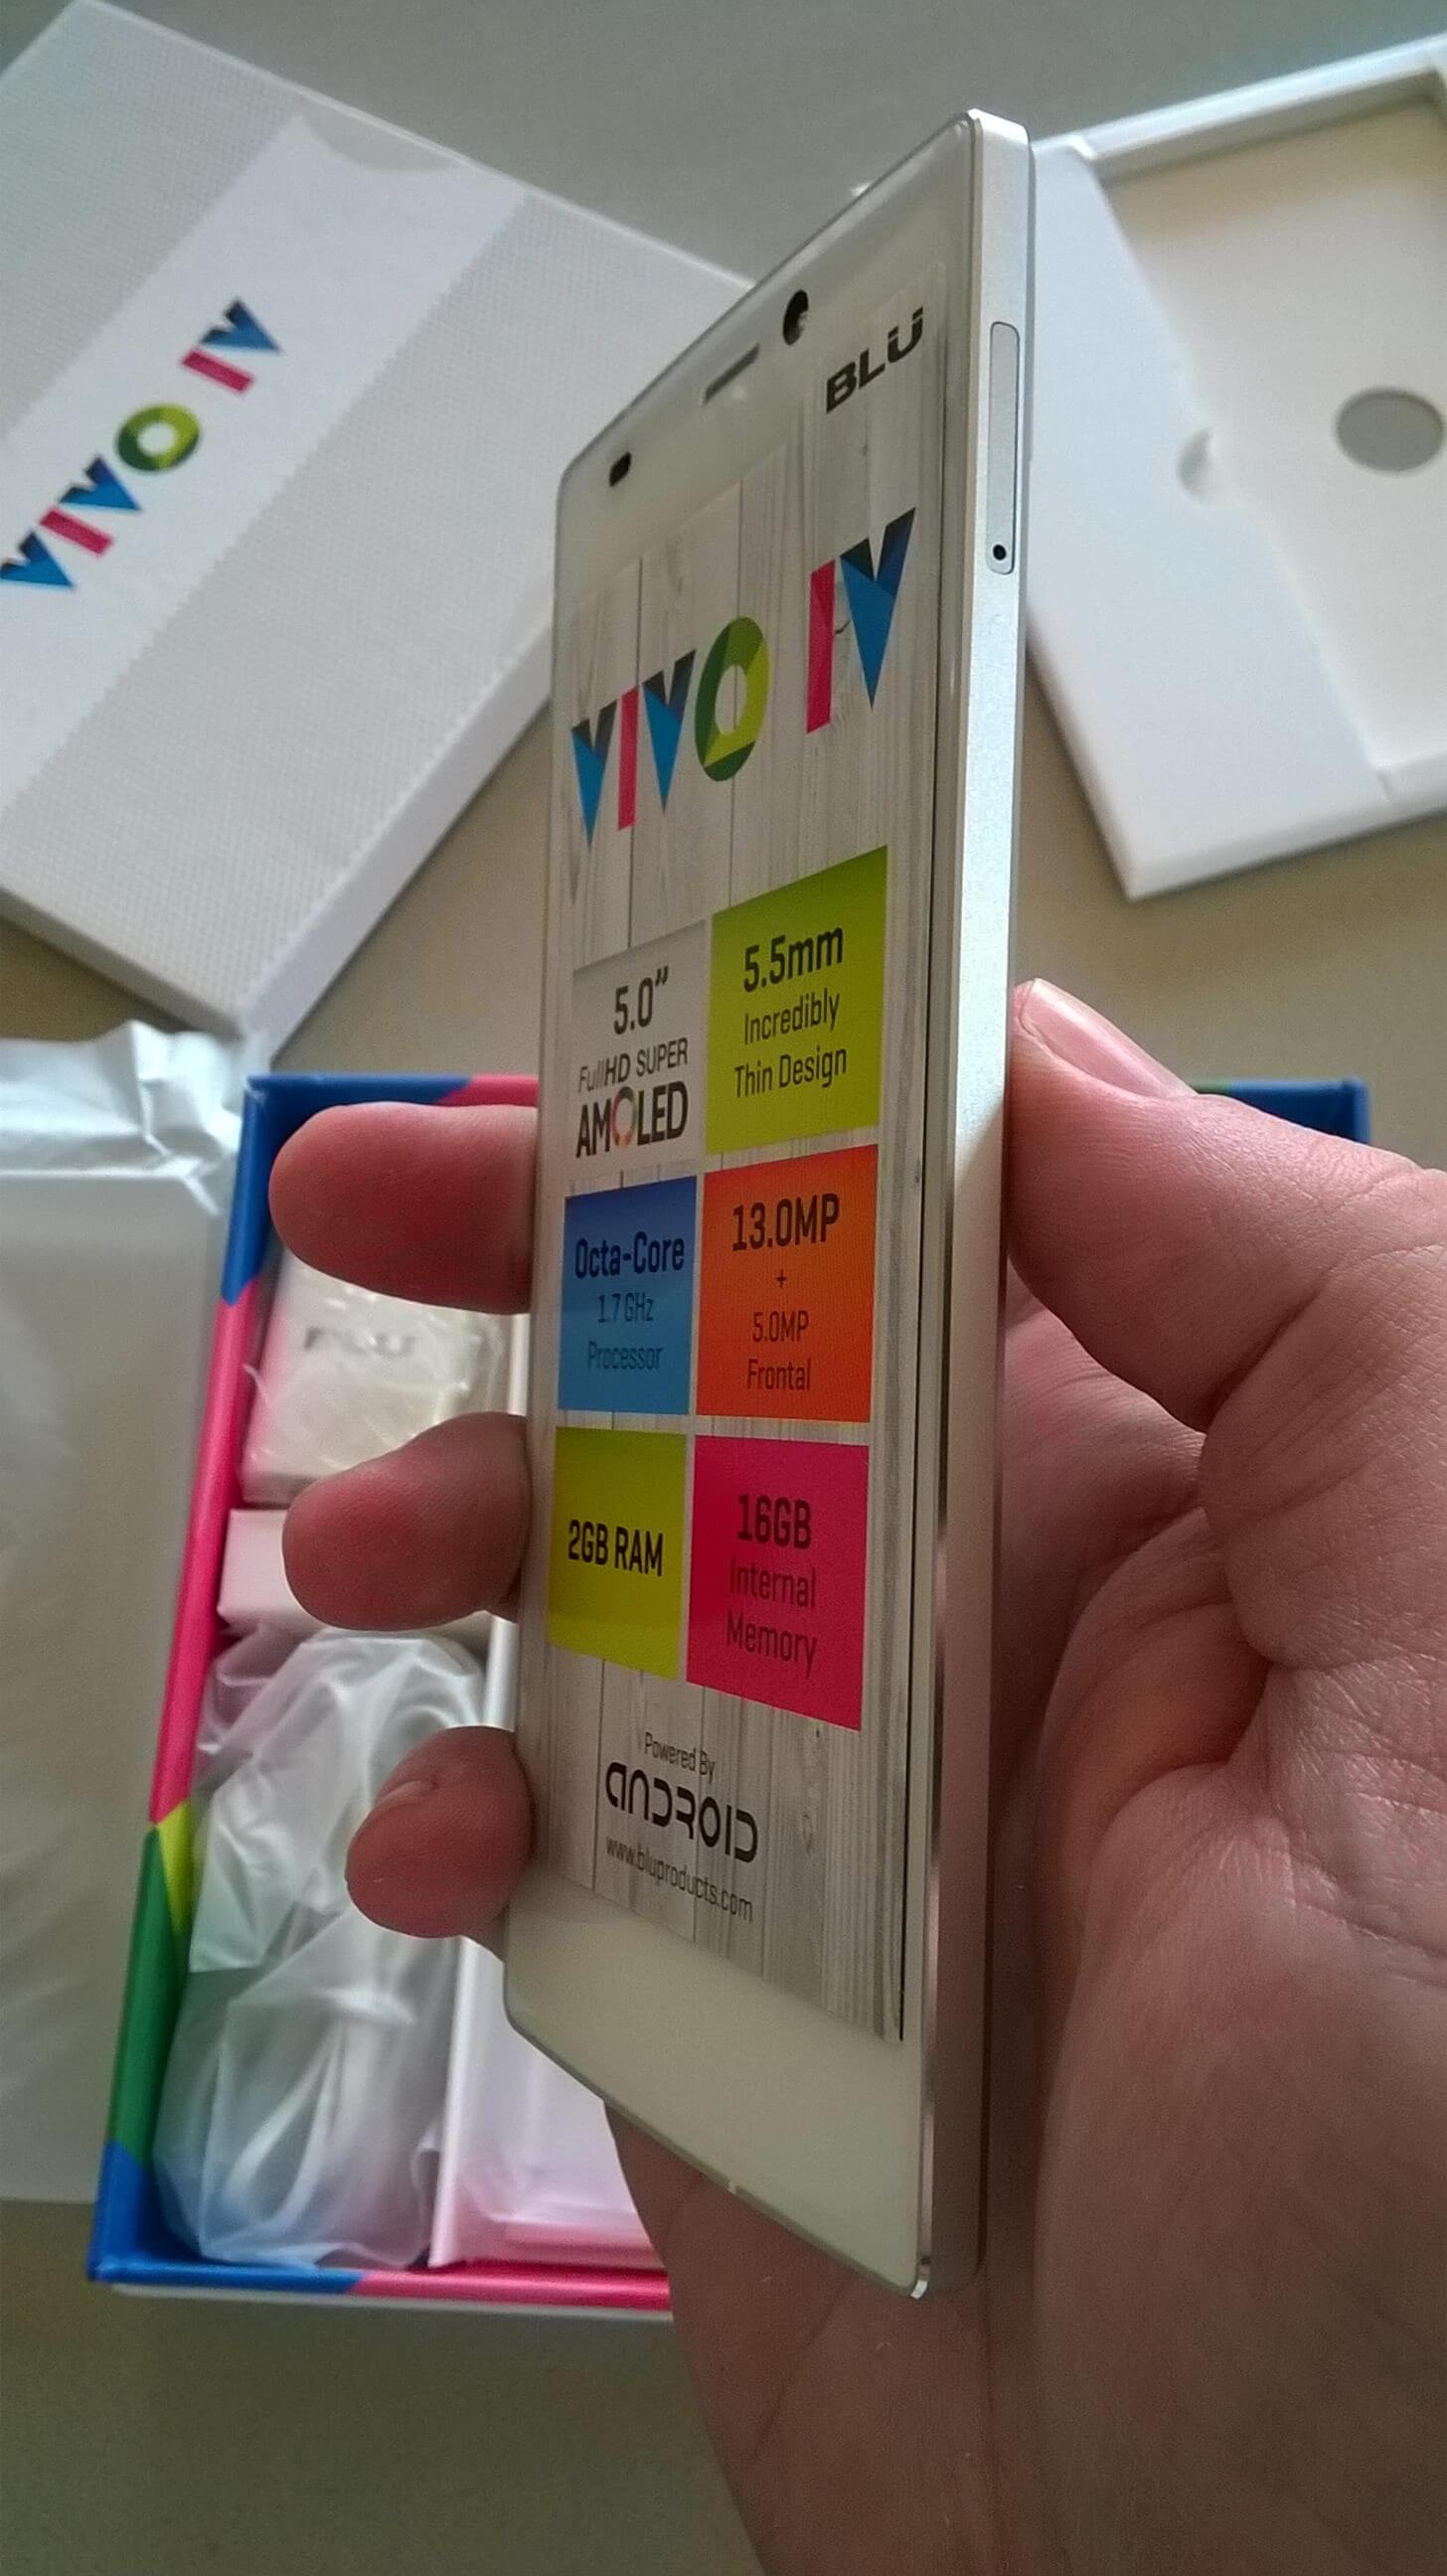 VIVO IV
BLU
VIVO IV
5.0"
FullHD SUPER
AMOLED
5.5mm
Incredibly
Thin Design
Octa-Core
1.7 GHz
Processor
13.0MP
+
5.0MP
Frontal
2GB RAM
16GB
Internal
Memory
Powered By
ANDROID
www.bluproducts.com
BLU